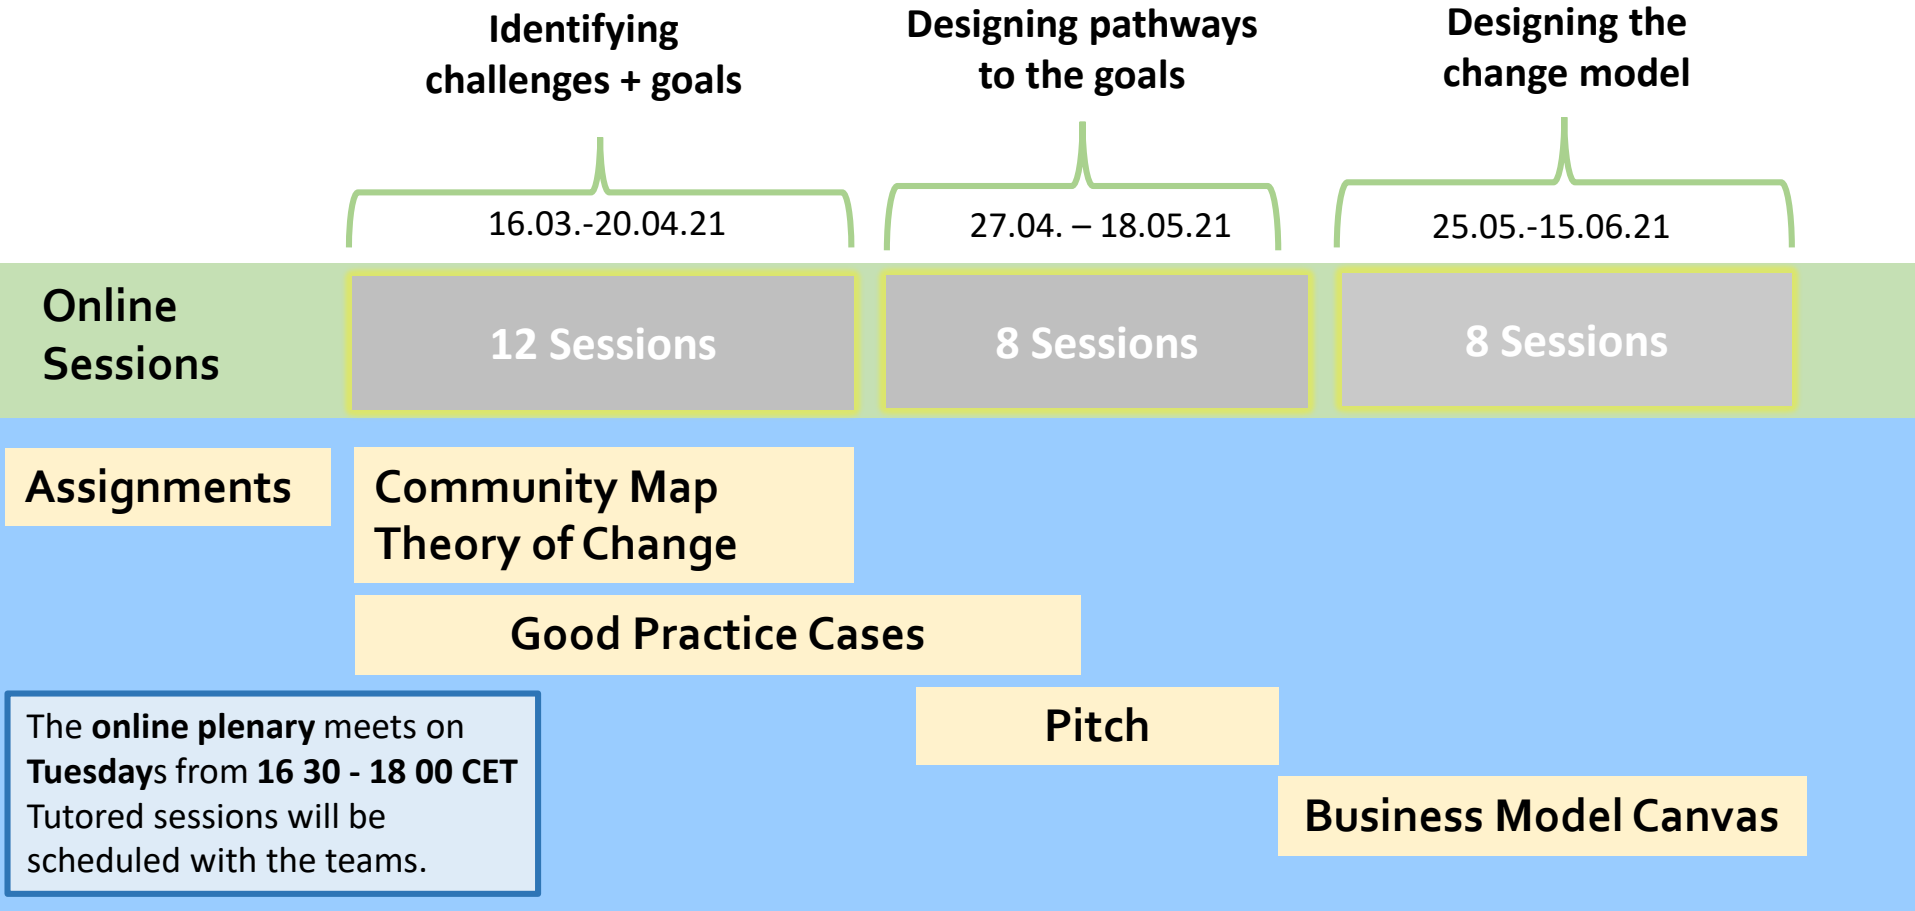 Identifying
challenges + goals
Designing pathways
to the goals
Designing the
change model
16.03.-20.04.21
27.04. – 18.05.21
25.05.-15.06.21
Online
Sessions
12 Sessions
8 Sessions
8 Sessions
Assignments
Community Map
Theory of Change
Good Practice Cases
Pitch
Business Model Canvas
The online plenary meets on
Tuesdays from 16 30 - 18 00 CET
Tutored sessions will be
scheduled with the teams.